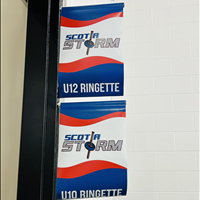 SCOTIA
STORM
U12 RINGETTE
SCOTIA
STORM
U10 RINGETTE